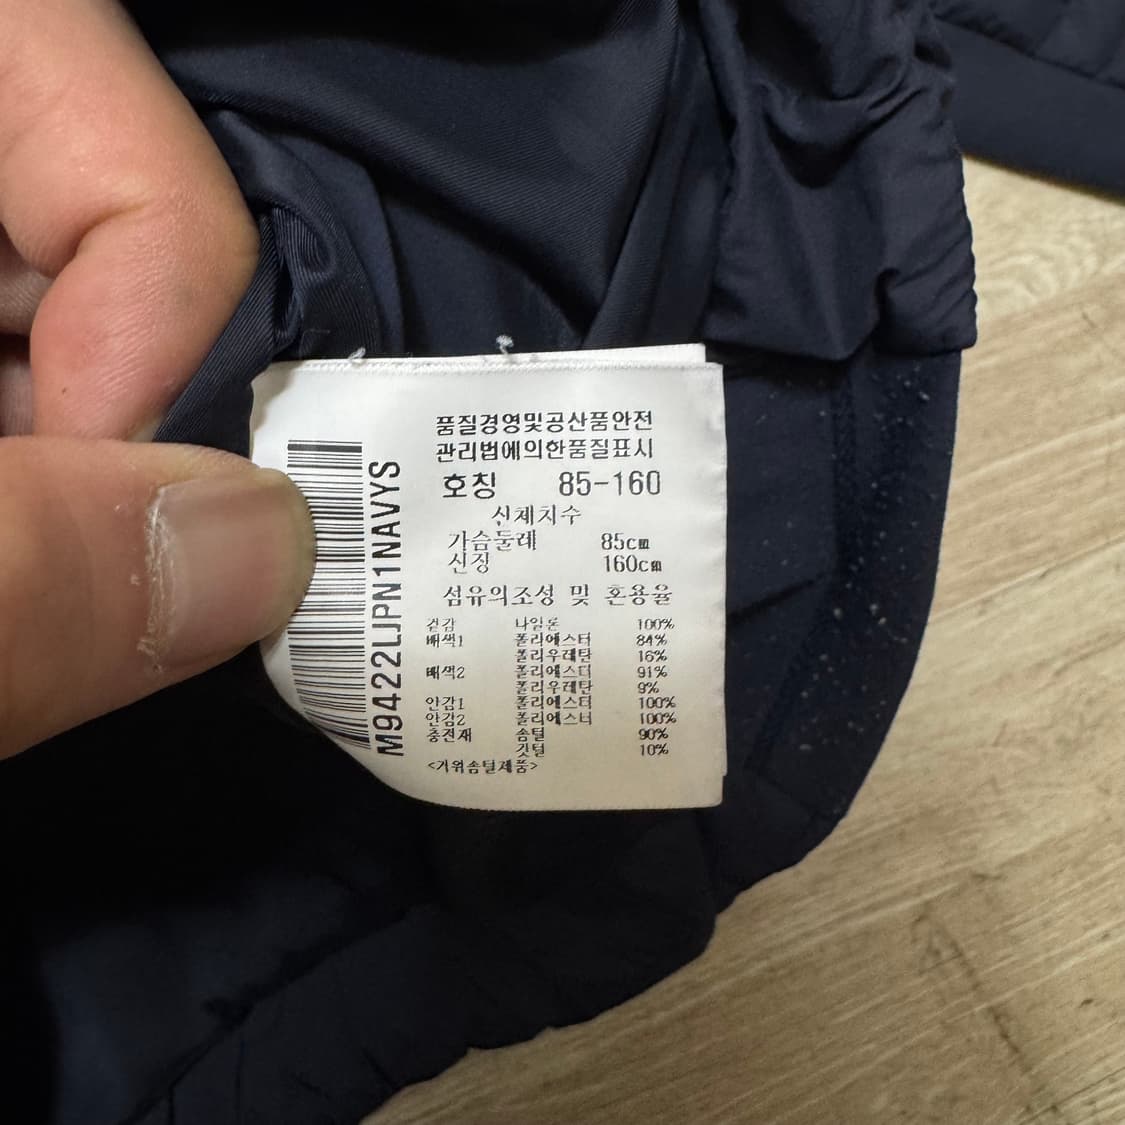 품질경영및공산품안전
관리법에의한품질표시
호칭 85-160
신체치수
가슴둘레 85cm
신장 160cm
섬유의조성 및 혼용율
겉감 나일론 100%
배색1 폴리에스터 84%
폴리우레탄 16%
배색2 폴리에스터 91%
폴리우레탄 9%
안감1 폴리에스터 100%
안감2 폴리에스터 100%
충전재 솜털 90%
깃털 10%
<거위솜털제품>
M9422LJPN1NAVYS